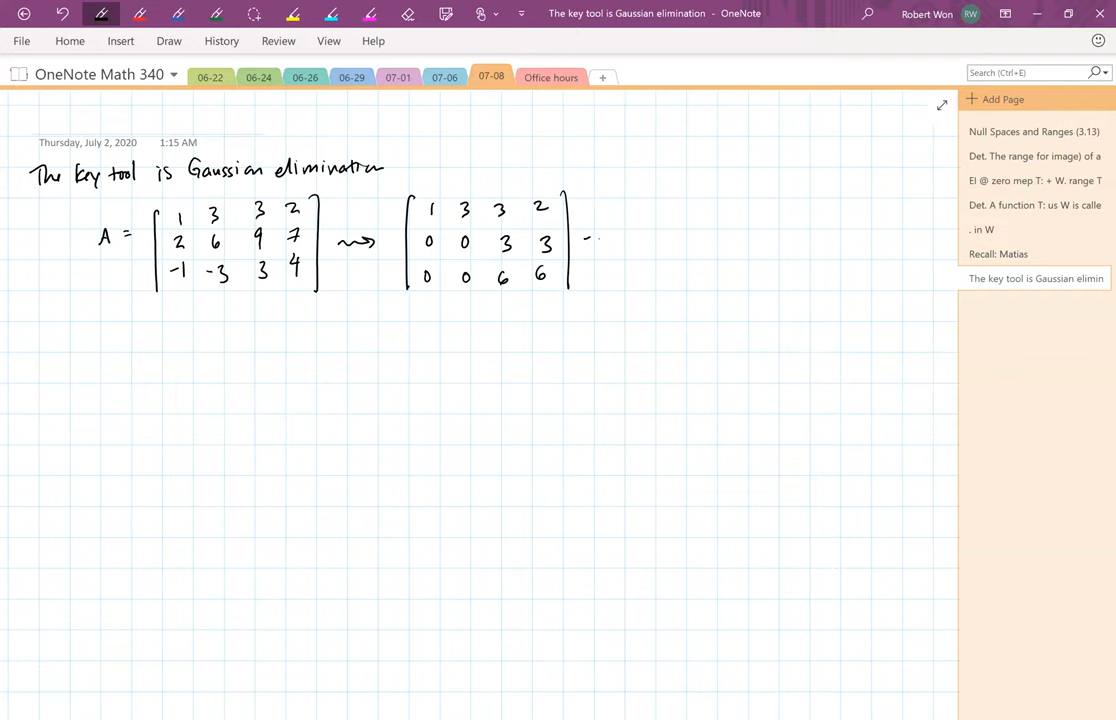 The key tool is Gaussian elimination - OneNote
Robert Won RW
File Home Insert Draw History Review View Help
OneNote Math 340 06-22 06-24 06-26 06-29 07-01 07-06 07-08 Office hours +
Search (Ctrl+E)
Add Page
Null Spaces and Ranges (3.13)
Det. The range for image) of a
El @ zero mep T: + W. range T
Det. A function T: us W is calle
. in W
Recall: Matias
The key tool is Gaussian elimin
Thursday, July 2, 2020 1:15 AM
The key tool is Gaussian elimination
1 3 3 2 1 3 3 2
A = 2 6 9 7 ⇝ 0 0 3 3 -
-1 -3 3 4 0 0 6 6